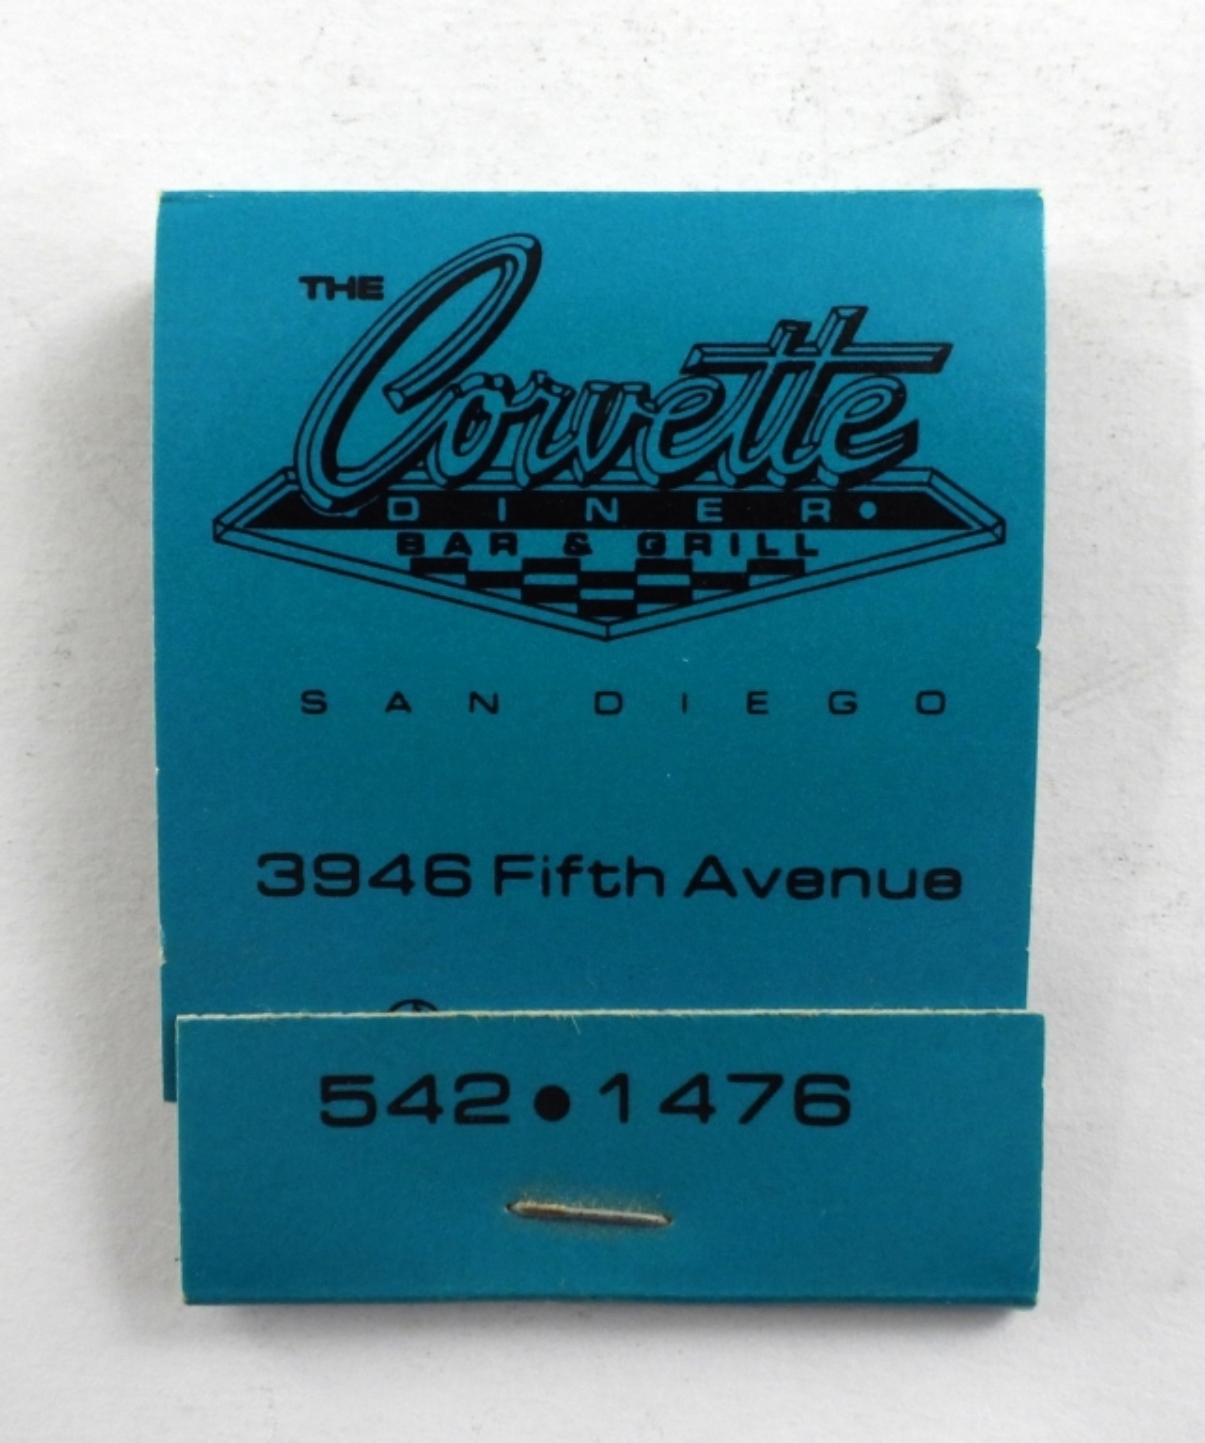 THE
Corvette
DINER
BAR & GRILL
SAN DIEGO
3946 Fifth Avenue
542•1476